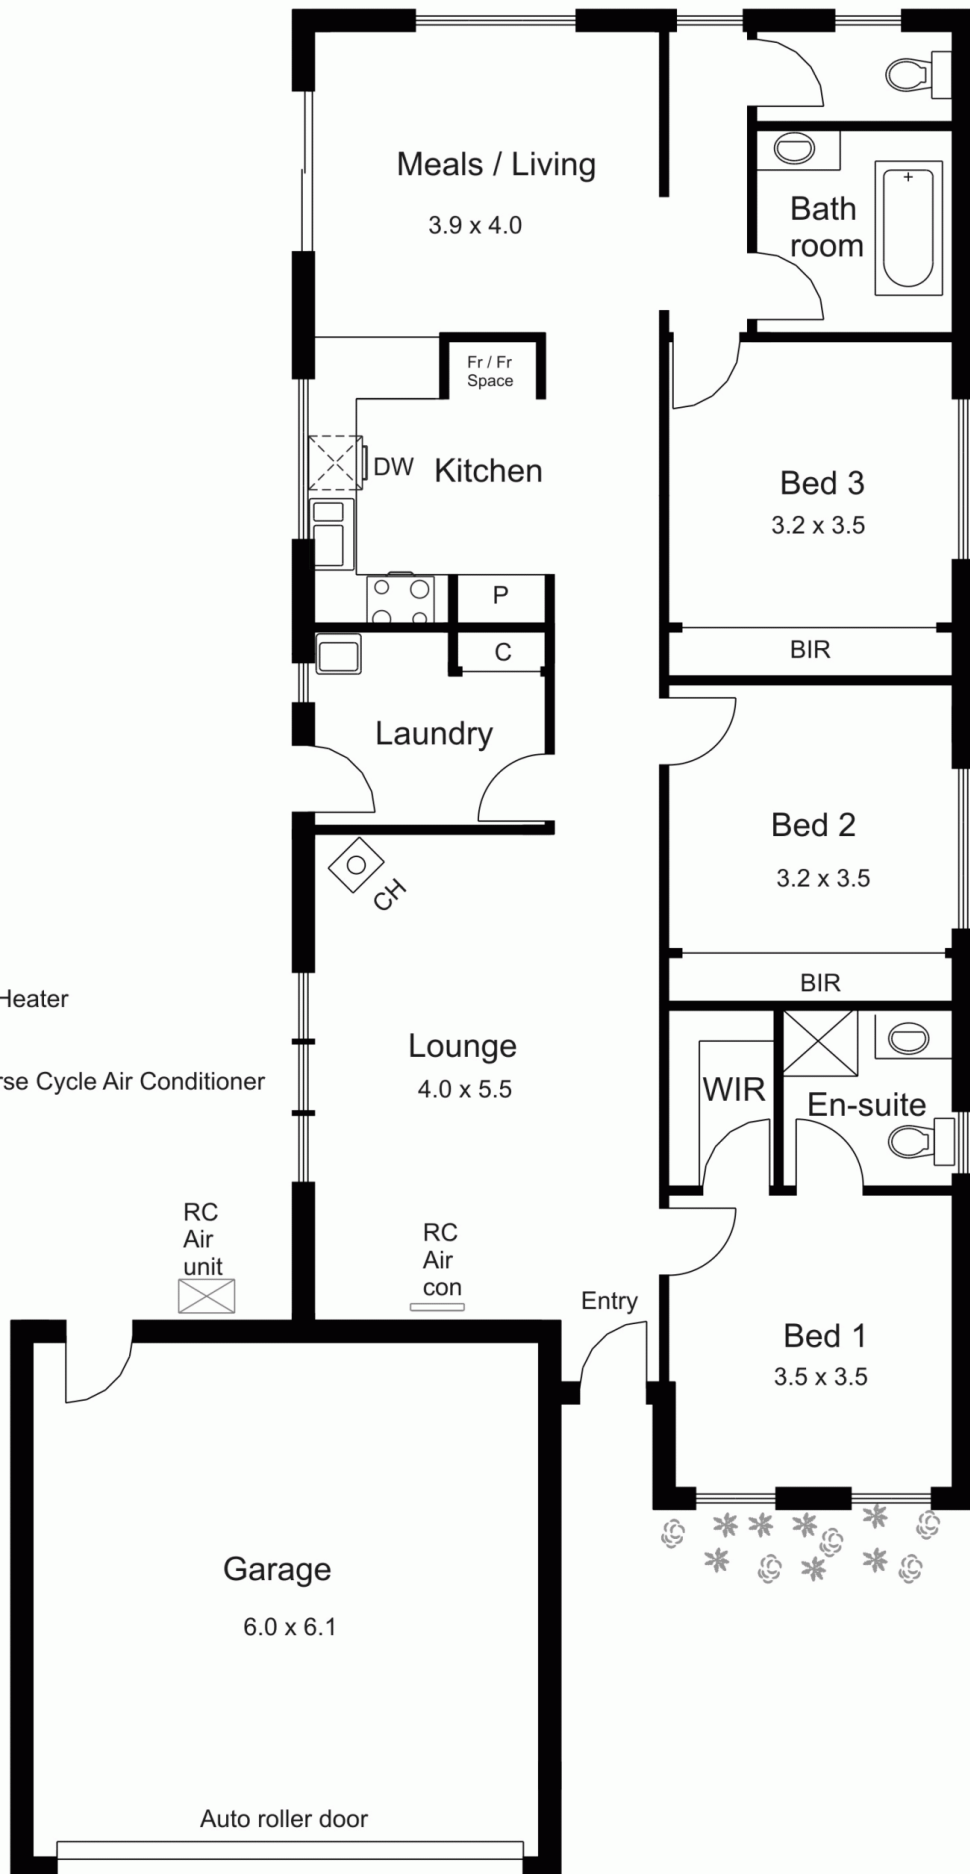 Meals / Living
3.9 x 4.0
Bath
room
Fr / Fr
Space
DW
Kitchen
Bed 3
3.2 x 3.5
P
BIR
C
Laundry
Bed 2
3.2 x 3.5
CH
BIR
Heater
Lounge
4.0 x 5.5
rse Cycle Air Conditioner
WIR
En-suite
RC
Air
unit
RC
Air
con
Entry
Bed 1
3.5 x 3.5
Garage
6.0 x 6.1
Auto roller door